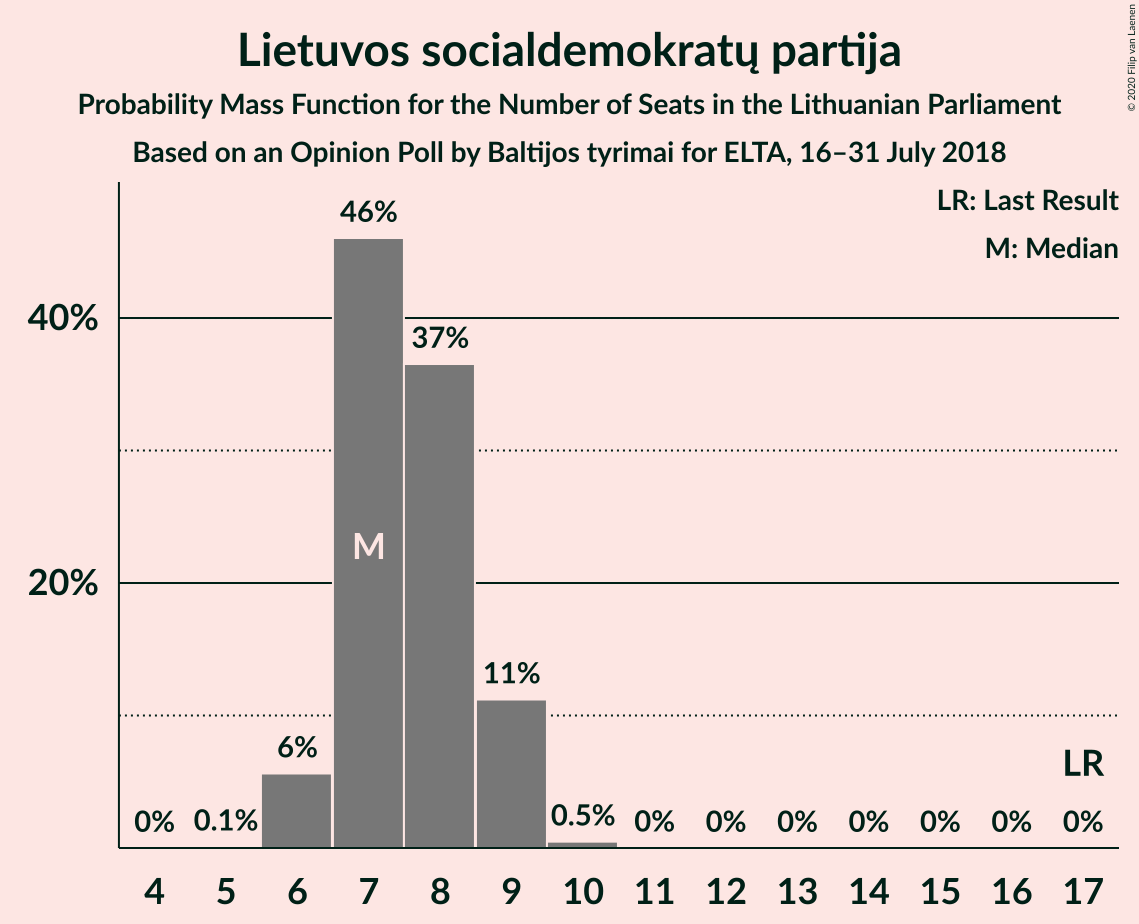 Lietuvos socialdemokratų partija
Probability Mass Function for the Number of Seats in the Lithuanian Parliament
Based on an Opinion Poll by Baltijos tyrimai for ELTA, 16–31 July 2018
© 2020 Filip van Laenen
LR: Last Result
M: Median
40%
20%
0%
0.1%
6%
46%
M
37%
11%
0.5%
0%
0%
0%
0%
0%
0%
LR
0%
4 5 6 7 8 9 10 11 12 13 14 15 16 17